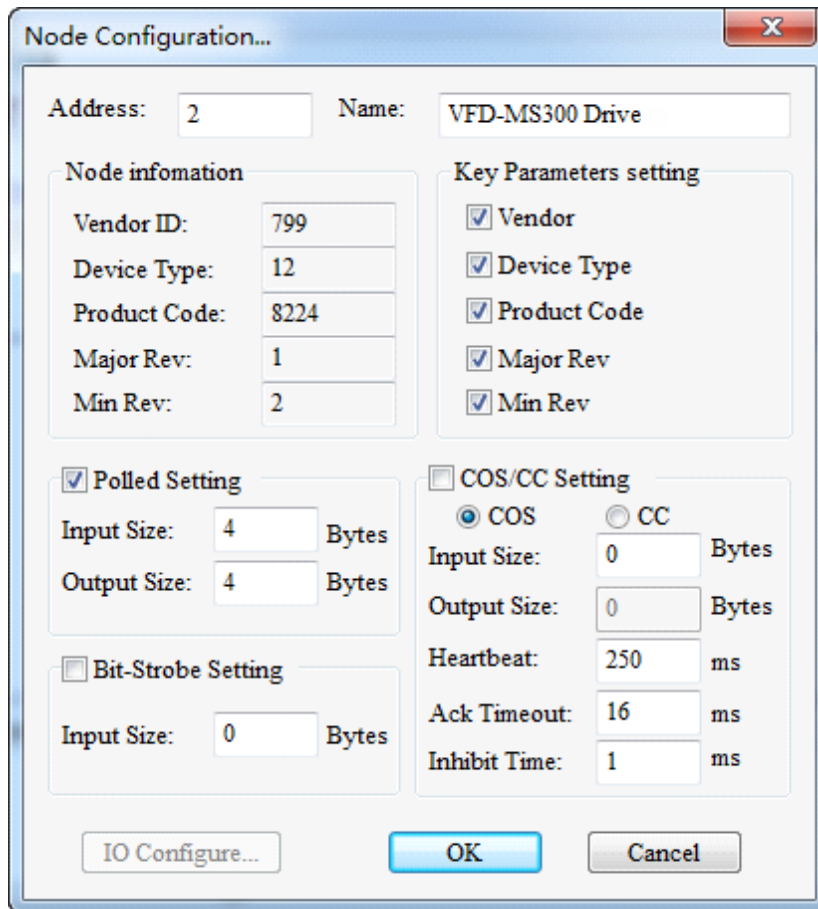 Node Configuration...
Address: 2 Name: VFD-MS300 Drive
Node infomation
Vendor ID: 799
Device Type: 12
Product Code: 8224
Major Rev: 1
Min Rev: 2
Key Parameters setting
Vendor
Device Type
Product Code
Major Rev
Min Rev
Polled Setting
Input Size: 4 Bytes
Output Size: 4 Bytes
Bit-Strobe Setting
Input Size: 0 Bytes
COS/CC Setting
COS CC
Input Size: 0 Bytes
Output Size: 0 Bytes
Heartbeat: 250 ms
Ack Timeout: 16 ms
Inhibit Time: 1 ms
IO Configure... OK Cancel